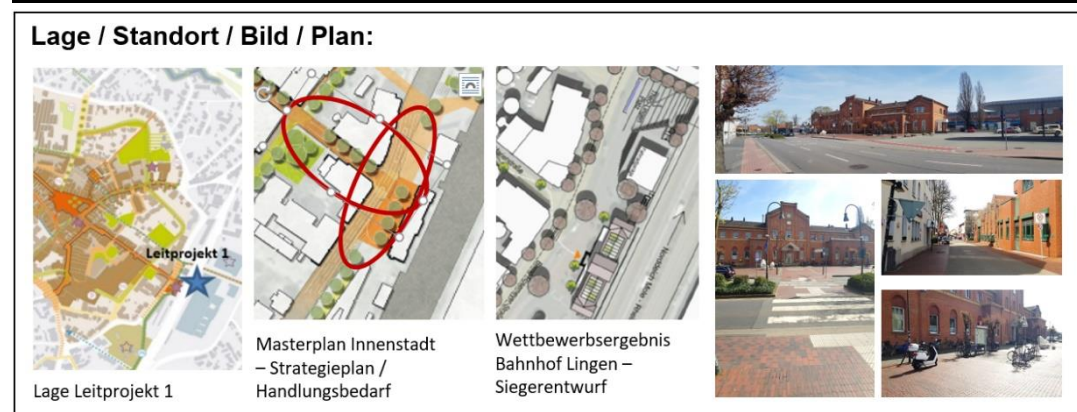 Lage / Standort / Bild / Plan:
Leitprojekt 1
Lage Leitprojekt 1
Masterplan Innenstadt
– Strategieplan /
Handlungsbedarf
Wettbewerbsergebnis
Bahnhof Lingen –
Siegerentwurf